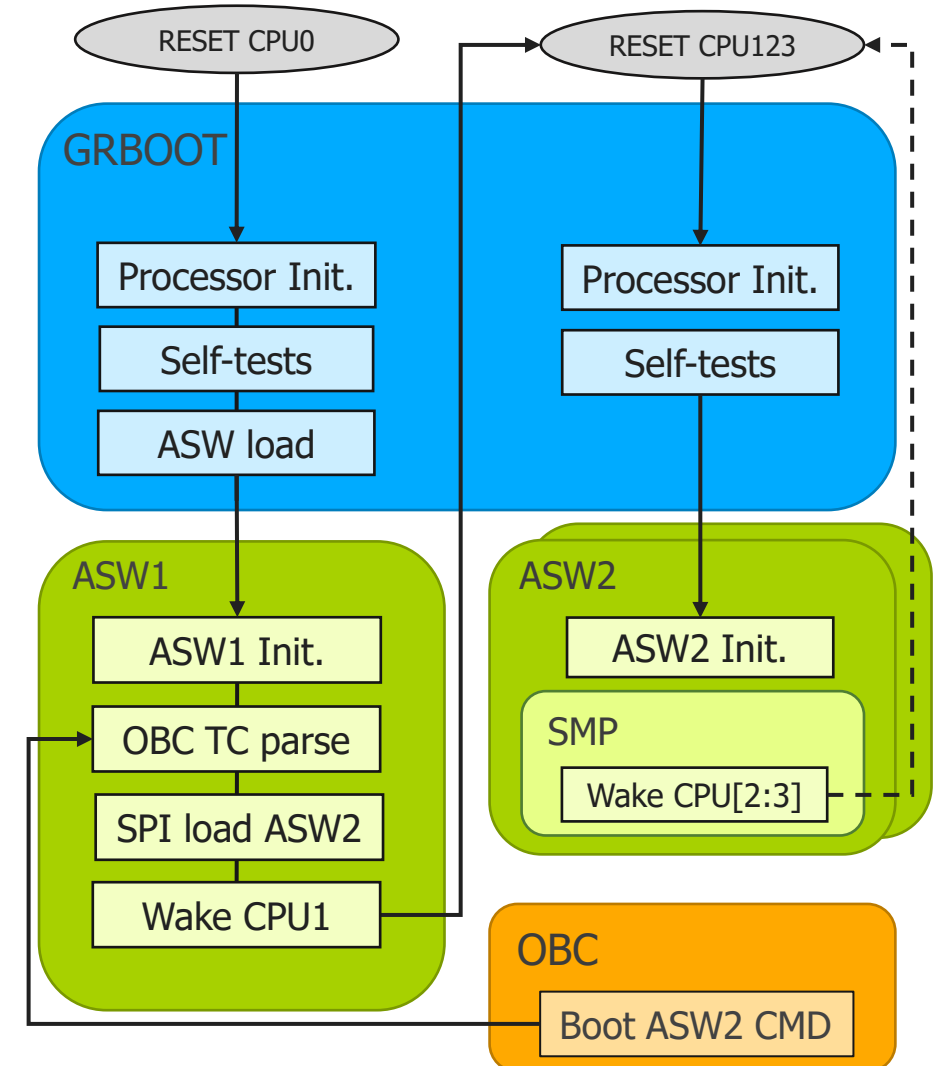 RESET CPU0
RESET CPU123
GRBOOT
Processor Init.
Self-tests
ASW load
Processor Init.
Self-tests
ASW1
ASW1 Init.
OBC TC parse
SPI load ASW2
Wake CPU1
ASW2
ASW2 Init.
SMP
Wake CPU[2:3]
OBC
Boot ASW2 CMD